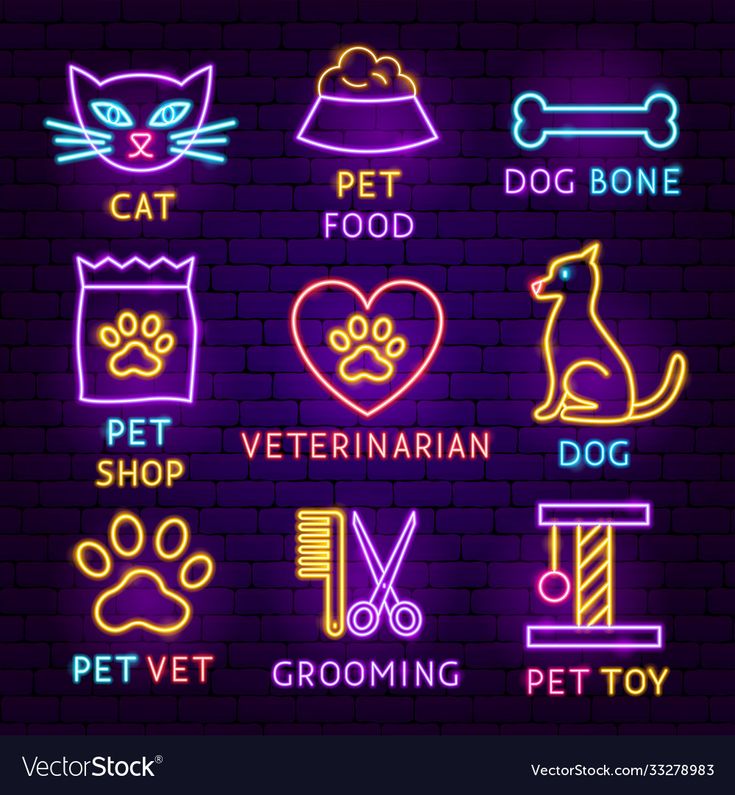 CAT
PET
FOOD
DOG BONE
PET
SHOP
VETERINARIAN
DOG
PET VET
GROOMING
PET TOY
VectorStock®
VectorStock.com/33278983